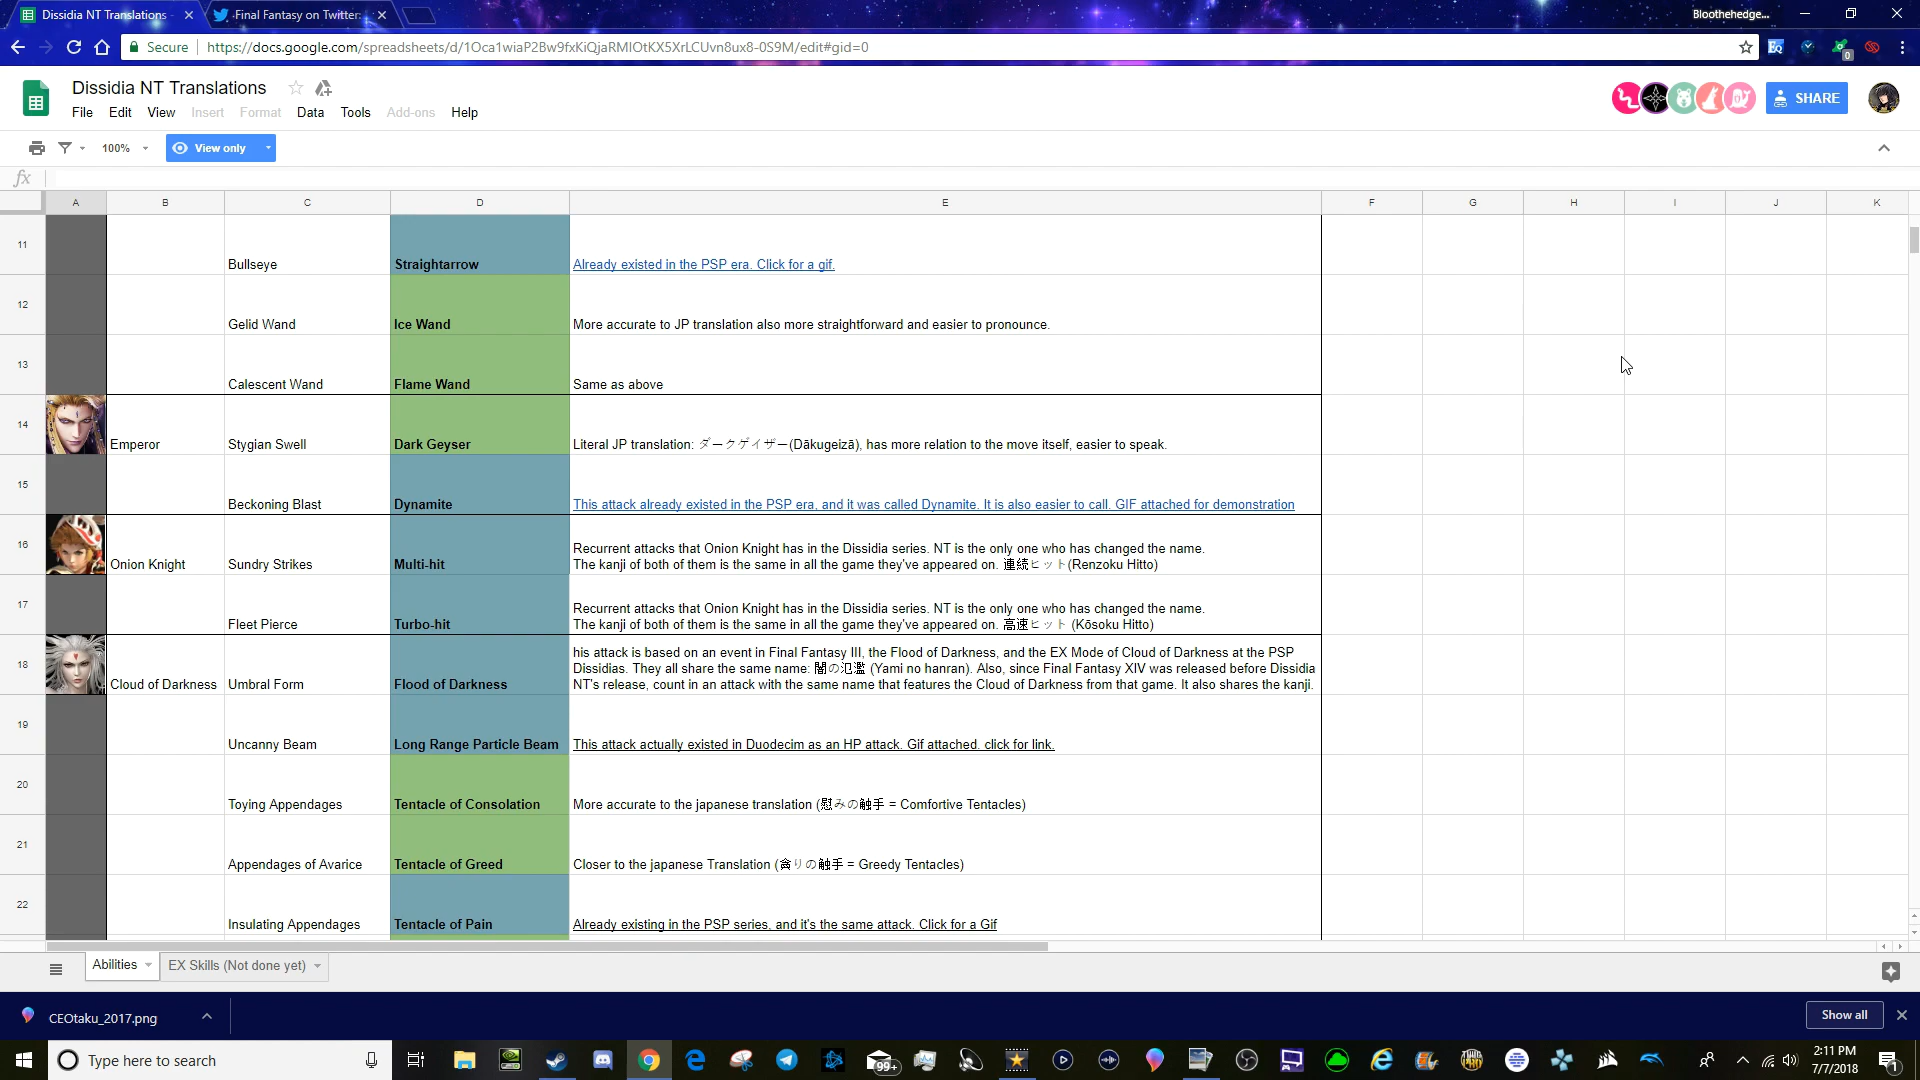 Dissidia NT Translations
Final Fantasy on Twitter:
Bloothehedge...
Secure
https://docs.google.com/spreadsheets/d/1Oca1wiaP2Bw9fxKiQjaRMIOtKX5XrLCUvn8ux8-0S9M/edit#gid=0
Dissidia NT Translations
SHARE
File Edit View Insert Format Data Tools Add-ons Help
100% View only
fx
A B C D E F G H I J K
11 Bullseye Straightarrow Already existed in the PSP era. Click for a gif.
12 Gelid Wand Ice Wand More accurate to JP translation also more straightforward and easier to pronounce.
13 Calescent Wand Flame Wand Same as above
14 Emperor Stygian Swell Dark Geyser Literal JP translation: ダークゲイザー(Dākugeizā), has more relation to the move itself, easier to speak.
15 Beckoning Blast Dynamite This attack already existed in the PSP era, and it was called Dynamite. It is also easier to call. GIF attached for demonstration
16 Onion Knight Sundry Strikes Multi-hit Recurrent attacks that Onion Knight has in the Dissidia series. NT is the only one who has changed the name.
The kanji of both of them is the same in all the game they've appeared on. 連続ヒット(Renzoku Hitto)
17 Fleet Pierce Turbo-hit Recurrent attacks that Onion Knight has in the Dissidia series. NT is the only one who has changed the name.
The kanji of both of them is the same in all the game they've appeared on. 高速ヒット (Kōsoku Hitto)
18 Cloud of Darkness Umbral Form Flood of Darkness his attack is based on an event in Final Fantasy III, the Flood of Darkness, and the EX Mode of Cloud of Darkness at the PSP
Dissidias. They all share the same name: 闇の氾濫 (Yami no hanran). Also, since Final Fantasy XIV was released before Dissidia
NT's release, count in an attack with the same name that features the Cloud of Darkness from that game. It also shares the kanji.
19 Uncanny Beam Long Range Particle Beam This attack actually existed in Duodecim as an HP attack. Gif attached. click for link.
20 Toying Appendages Tentacle of Consolation More accurate to the japanese translation (慰みの触手 = Comfortive Tentacles)
21 Appendages of Avarice Tentacle of Greed Closer to the japanese Translation (貪りの触手 = Greedy Tentacles)
22 Insulating Appendages Tentacle of Pain Already existing in the PSP series, and it's the same attack. Click for a Gif
Abilities EX Skills (Not done yet)
CEOtaku_2017.png
Show all
Type here to search
99+
2:11 PM
7/7/2018
1